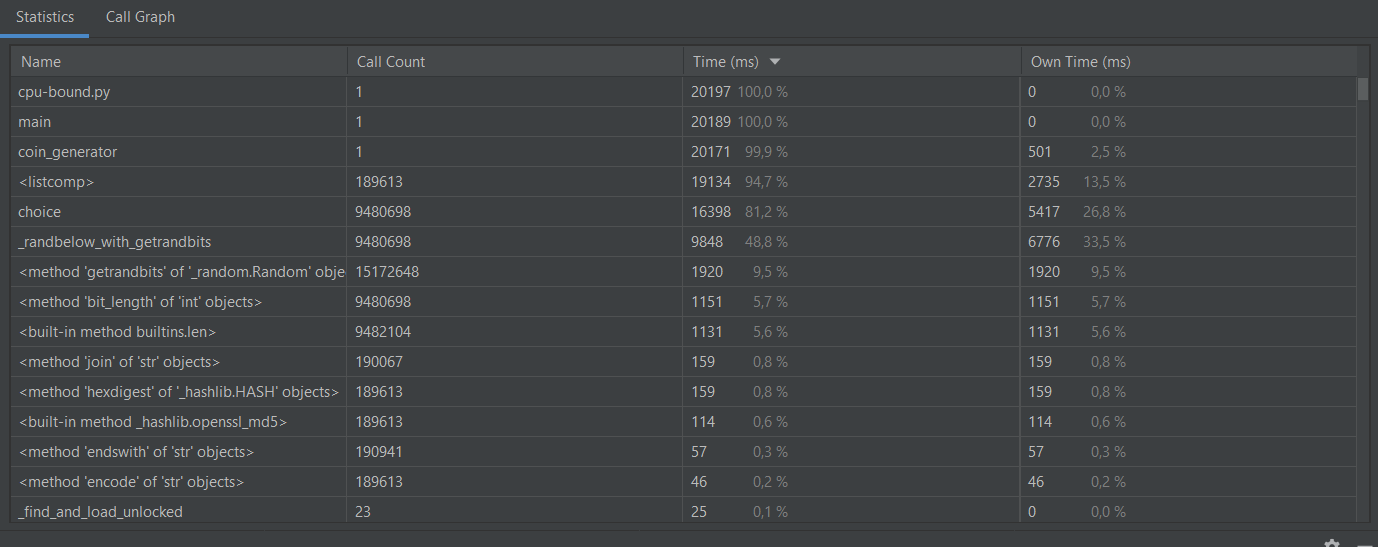 Statistics Call Graph
Name Call Count Time (ms) Own Time (ms)
cpu-bound.py 1 20197 100,0 % 0 0,0 %
main 1 20189 100,0 % 0 0,0 %
coin_generator 1 20171 99,9 % 501 2,5 %
<listcomp> 189613 19134 94,7 % 2735 13,5 %
choice 9480698 16398 81,2 % 5417 26,8 %
_randbelow_with_getrandbits 9480698 9848 48,8 % 6776 33,5 %
<method 'getrandbits' of '_random.Random' obje 15172648 1920 9,5 % 1920 9,5 %
<method 'bit_length' of 'int' objects> 9480698 1151 5,7 % 1151 5,7 %
<built-in method builtins.len> 9482104 1131 5,6 % 1131 5,6 %
<method 'join' of 'str' objects> 190067 159 0,8 % 159 0,8 %
<method 'hexdigest' of '_hashlib.HASH' objects> 189613 159 0,8 % 159 0,8 %
<built-in method _hashlib.openssl_md5> 189613 114 0,6 % 114 0,6 %
<method 'endswith' of 'str' objects> 190941 57 0,3 % 57 0,3 %
<method 'encode' of 'str' objects> 189613 46 0,2 % 46 0,2 %
_find_and_load_unlocked 23 25 0,1 % 0 0,0 %